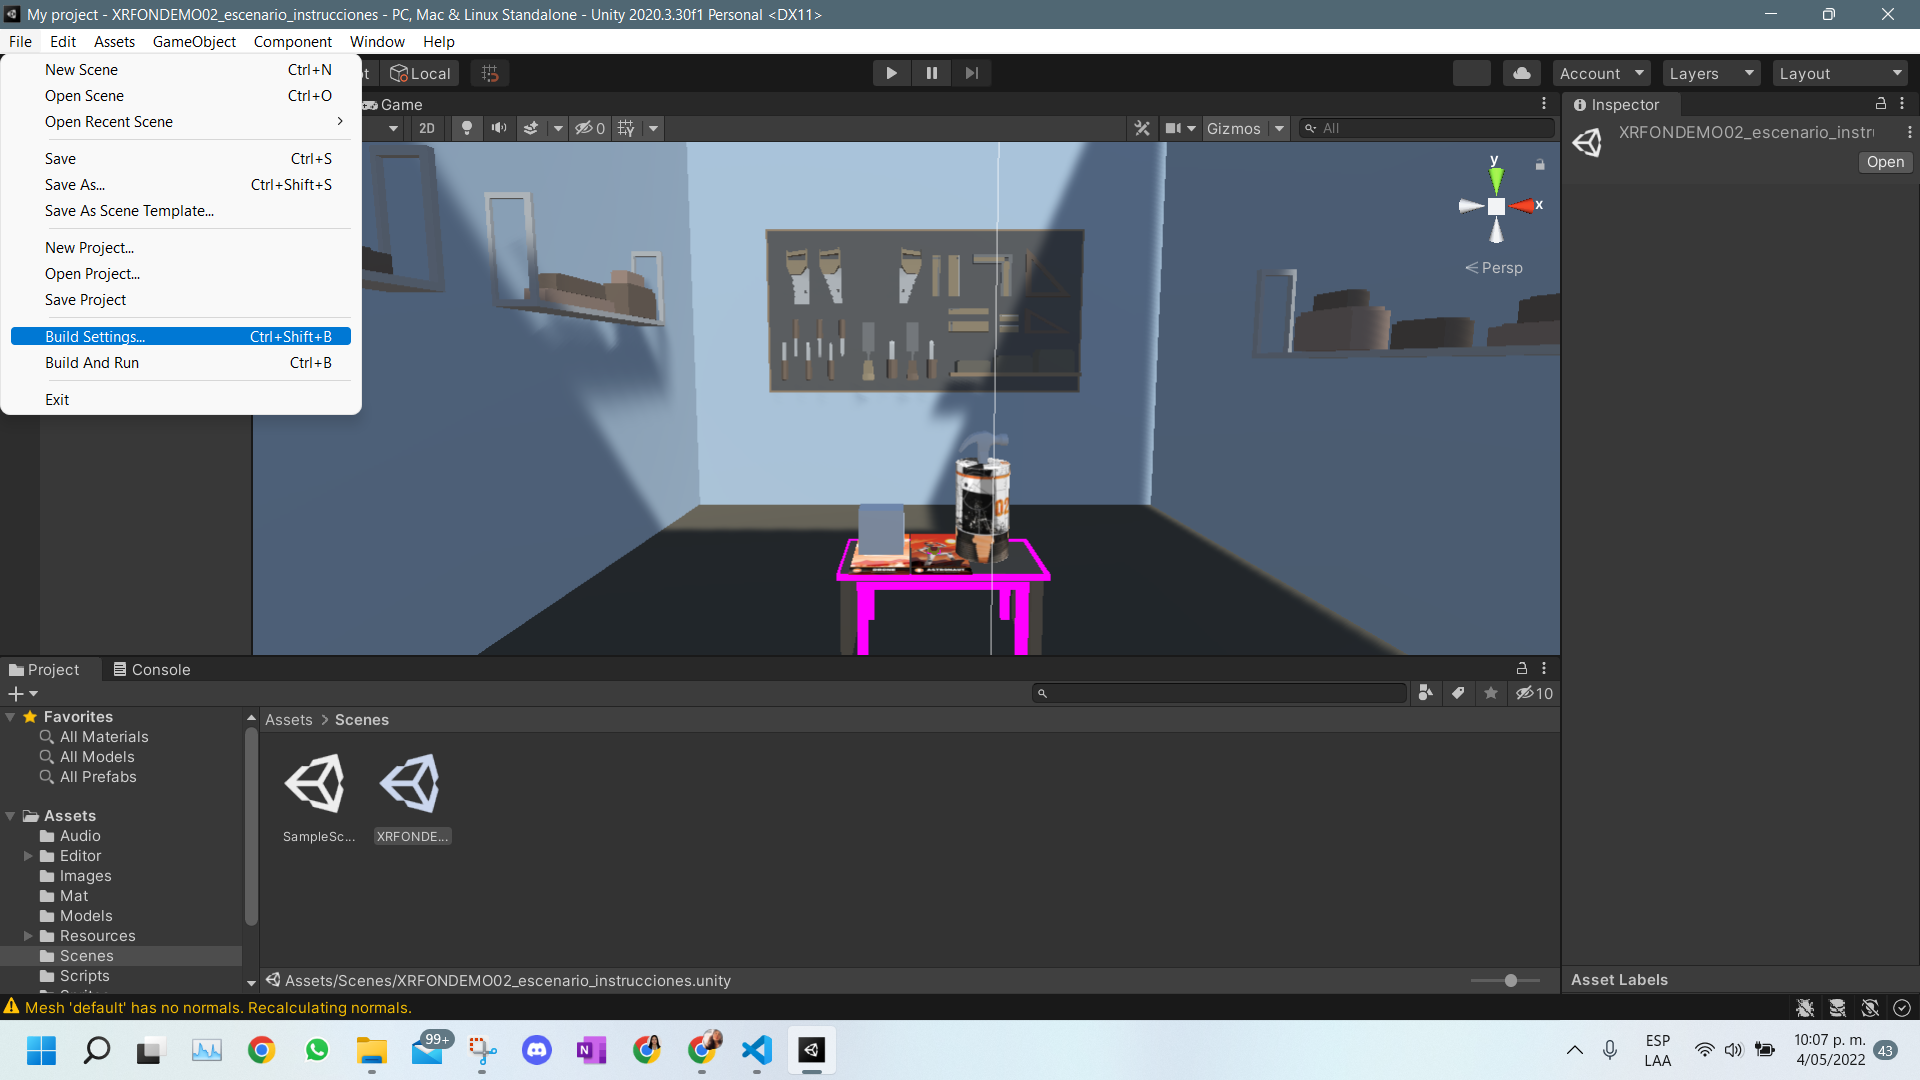 My project - XRFONDEMO02_escenario_instrucciones - PC, Mac & Linux Standalone - Unity 2020.3.30f1 Personal <DX11>
File Edit Assets GameObject Component Window Help
New Scene Ctrl+N
Open Scene Ctrl+O
Open Recent Scene
Save Ctrl+S
Save As... Ctrl+Shift+S
Save As Scene Template...
New Project...
Open Project...
Save Project
Build Settings... Ctrl+Shift+B
Build And Run Ctrl+B
Exit
Local
Account Layers Layout
Game
2D 0 Gizmos All
y
x
Persp
DRONE
ASTRONAUT
02
Inspector
XRFONDEMO02_escenario_instr
Open
Project Console
10
Favorites
All Materials
All Models
All Prefabs
Assets
Audio
Editor
Images
Mat
Models
Resources
Scenes
Scripts
Assets > Scenes
SampleSc...
XRFONDE...
Assets/Scenes/XRFONDEMO02_escenario_instrucciones.unity
Asset Labels
Mesh 'default' has no normals. Recalculating normals.
99+
ESP
LAA
10:07 p. m.
4/05/2022
43